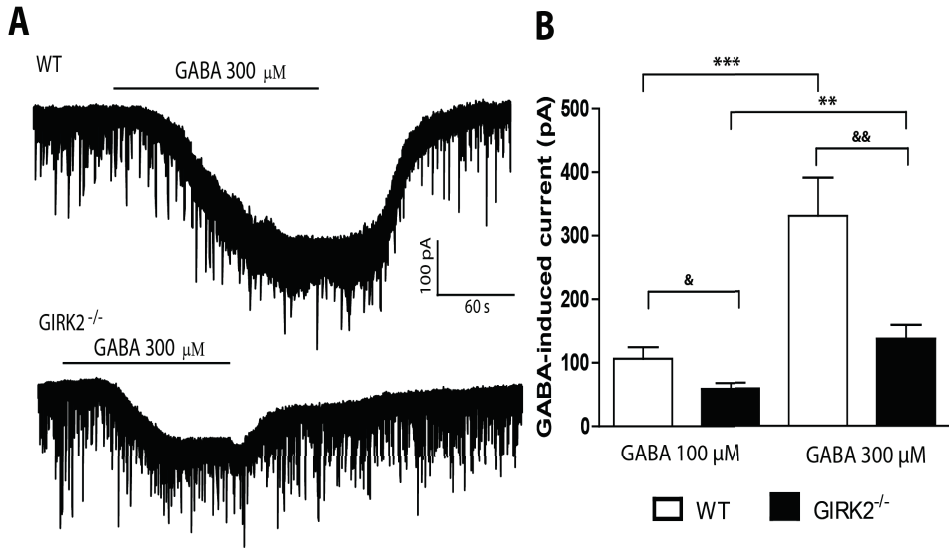 A
WT
GABA 300 μM
100 pA
60 s
GIRK2-/-
GABA 300 μM
B
***
**
&&
&
GABA-induced current (pA)
500
400
300
200
100
0
GABA 100 μM
GABA 300 μM
WT
GIRK2-/-